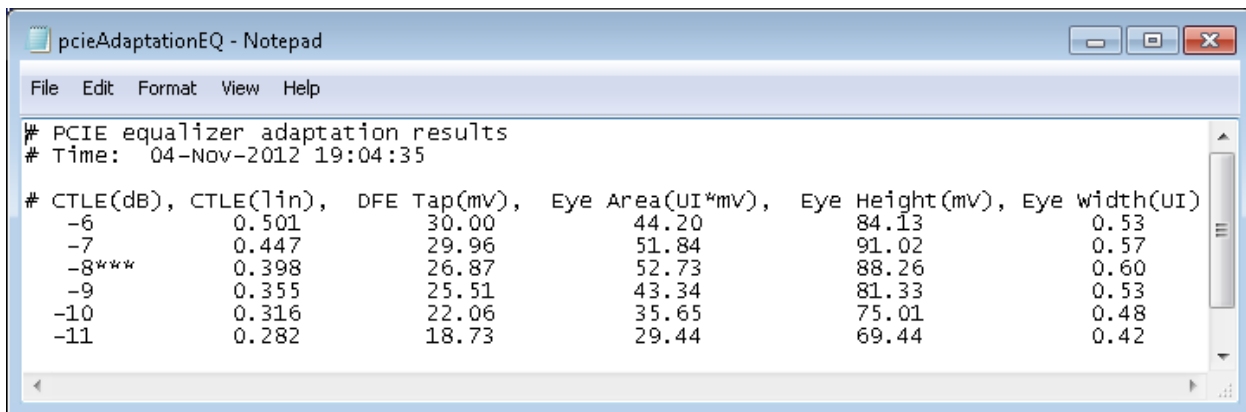 pcieAdaptationEQ - Notepad
File Edit Format View Help
# PCIE equalizer adaptation results
# Time: 04-Nov-2012 19:04:35
# CTLE(dB), CTLE(lin), DFE Tap(mV), Eye Area(UI*mV), Eye Height(mV), Eye Width(UI)
-6 0.501 30.00 44.20 84.13 0.53
-7 0.447 29.96 51.84 91.02 0.57
-8*** 0.398 26.87 52.73 88.26 0.60
-9 0.355 25.51 43.34 81.33 0.53
-10 0.316 22.06 35.65 75.01 0.48
-11 0.282 18.73 29.44 69.44 0.42